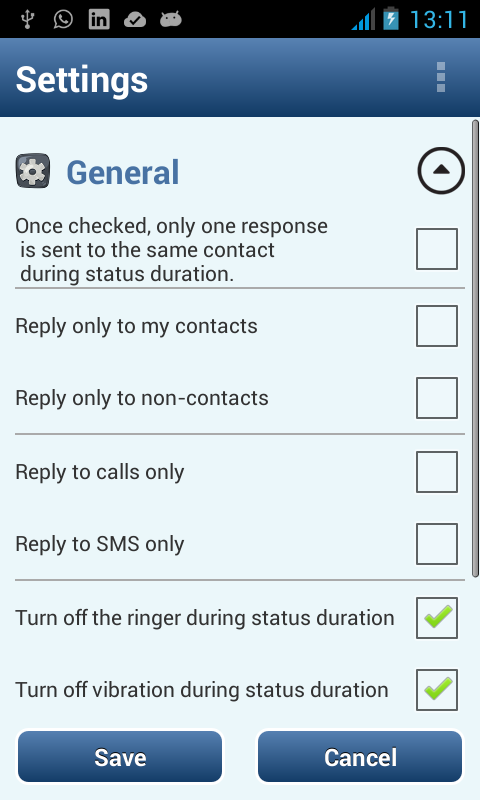 13:11
Settings
General
Once checked, only one response
is sent to the same contact
during status duration.
Reply only to my contacts
Reply only to non-contacts
Reply to calls only
Reply to SMS only
Turn off the ringer during status duration
Turn off vibration during status duration
Save
Cancel